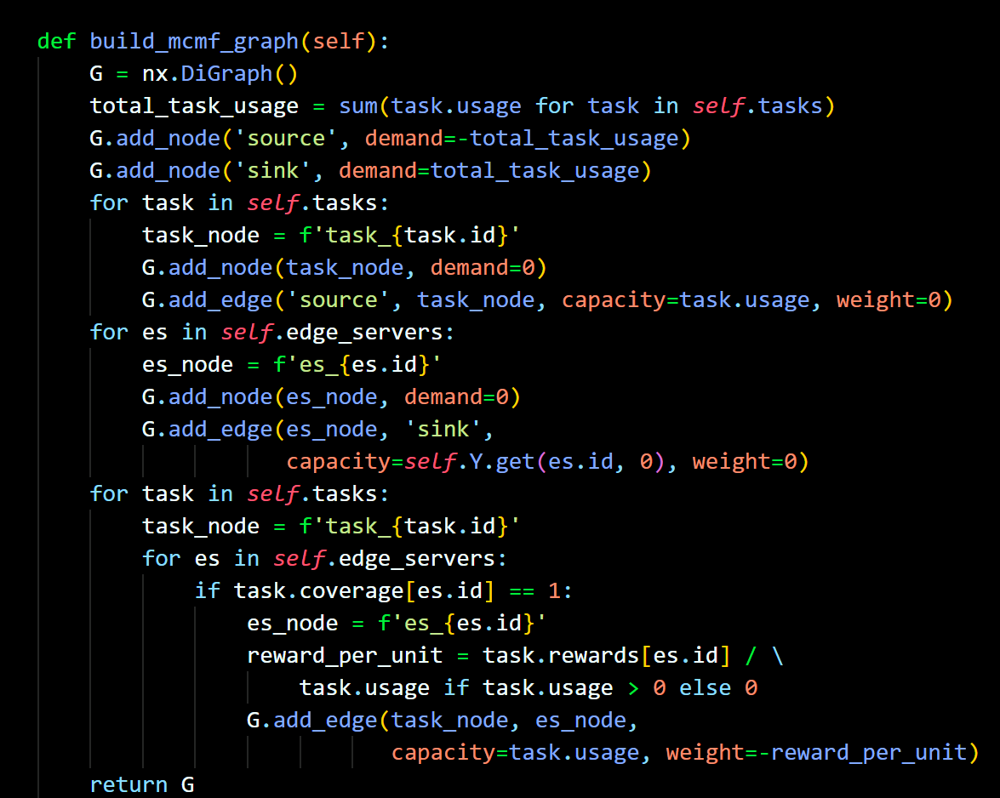 def build_mcmf_graph(self):
    G = nx.DiGraph()
    total_task_usage = sum(task.usage for task in self.tasks)
    G.add_node('source', demand=-total_task_usage)
    G.add_node('sink', demand=total_task_usage)
    for task in self.tasks:
        task_node = f'task_{task.id}'
        G.add_node(task_node, demand=0)
        G.add_edge('source', task_node, capacity=task.usage, weight=0)
    for es in self.edge_servers:
        es_node = f'es_{es.id}'
        G.add_node(es_node, demand=0)
        G.add_edge(es_node, 'sink',
                   capacity=self.Y.get(es.id, 0), weight=0)
    for task in self.tasks:
        task_node = f'task_{task.id}'
        for es in self.edge_servers:
            if task.coverage[es.id] == 1:
                es_node = f'es_{es.id}'
                reward_per_unit = task.rewards[es.id] / \
                    task.usage if task.usage > 0 else 0
                G.add_edge(task_node, es_node,
                           capacity=task.usage, weight=-reward_per_unit)
    return G